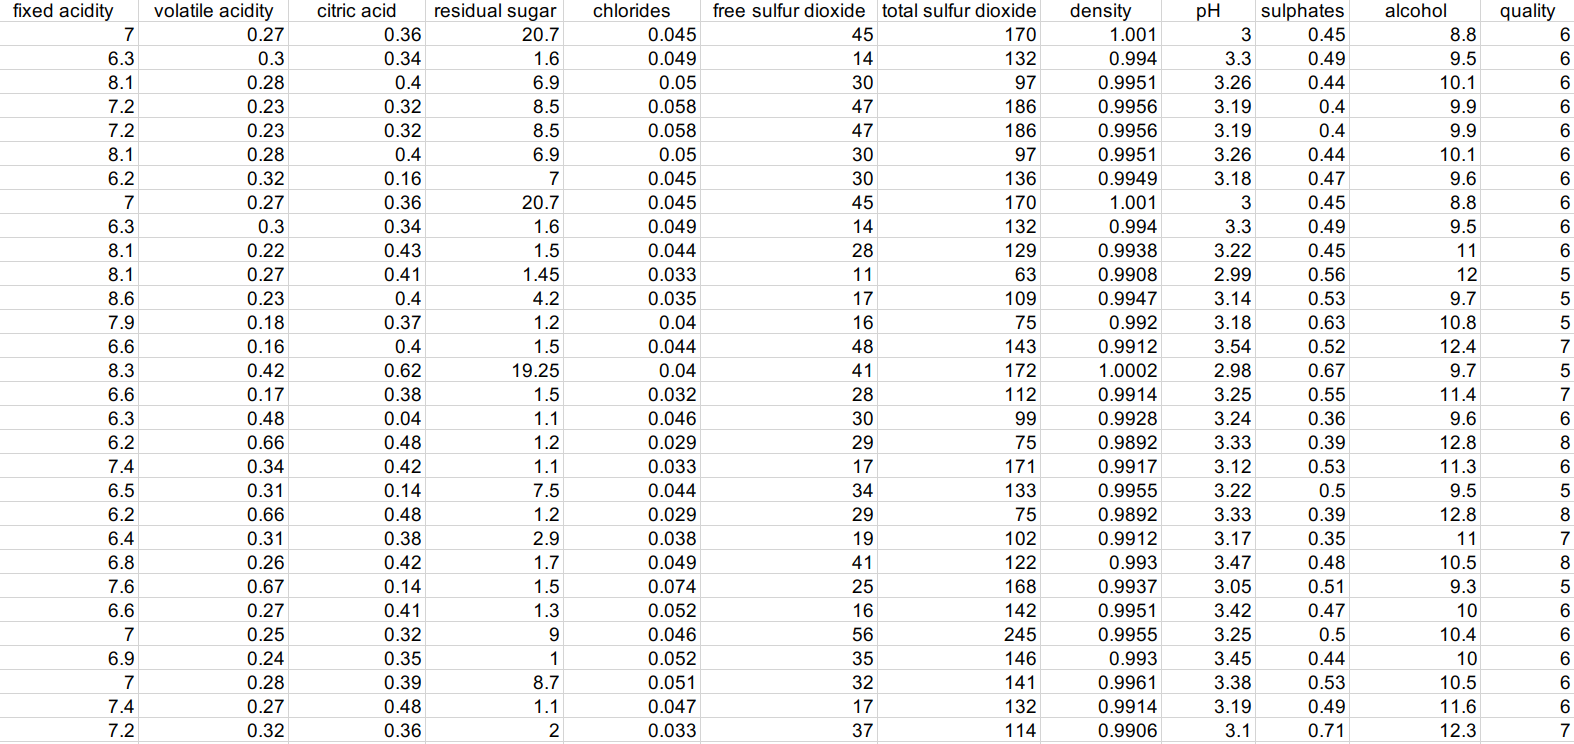 fixed acidity volatile acidity citric acid residual sugar chlorides free sulfur dioxide total sulfur dioxide density pH sulphates alcohol quality
7 0.27 0.36 20.7 0.045 45 170 1.001 3 0.45 8.8 6
6.3 0.3 0.34 1.6 0.049 14 132 0.994 3.3 0.49 9.5 6
8.1 0.28 0.4 6.9 0.05 30 97 0.9951 3.26 0.44 10.1 6
7.2 0.23 0.32 8.5 0.058 47 186 0.9956 3.19 0.4 9.9 6
7.2 0.23 0.32 8.5 0.058 47 186 0.9956 3.19 0.4 9.9 6
8.1 0.28 0.4 6.9 0.05 30 97 0.9951 3.26 0.44 10.1 6
6.2 0.32 0.16 7 0.045 30 136 0.9949 3.18 0.47 9.6 6
7 0.27 0.36 20.7 0.045 45 170 1.001 3 0.45 8.8 6
6.3 0.3 0.34 1.6 0.049 14 132 0.994 3.3 0.49 9.5 6
8.1 0.22 0.43 1.5 0.044 28 129 0.9938 3.22 0.45 11 6
8.1 0.27 0.41 1.45 0.033 11 63 0.9908 2.99 0.56 12 5
8.6 0.23 0.4 4.2 0.035 17 109 0.9947 3.14 0.53 9.7 5
7.9 0.18 0.37 1.2 0.04 16 75 0.992 3.18 0.63 10.8 5
6.6 0.16 0.4 1.5 0.044 48 143 0.9912 3.54 0.52 12.4 7
8.3 0.42 0.62 19.25 0.04 41 172 1.0002 2.98 0.67 9.7 5
6.6 0.17 0.38 1.5 0.032 28 112 0.9914 3.25 0.55 11.4 7
6.3 0.48 0.04 1.1 0.046 30 99 0.9928 3.24 0.36 9.6 6
6.2 0.66 0.48 1.2 0.029 29 75 0.9892 3.33 0.39 12.8 8
7.4 0.34 0.42 1.1 0.033 17 171 0.9917 3.12 0.53 11.3 6
6.5 0.31 0.14 7.5 0.044 34 133 0.9955 3.22 0.5 9.5 5
6.2 0.66 0.48 1.2 0.029 29 75 0.9892 3.33 0.39 12.8 8
6.4 0.31 0.38 2.9 0.038 19 102 0.9912 3.17 0.35 11 7
6.8 0.26 0.42 1.7 0.049 41 122 0.993 3.47 0.48 10.5 8
7.6 0.67 0.14 1.5 0.074 25 168 0.9937 3.05 0.51 9.3 5
6.6 0.27 0.41 1.3 0.052 16 142 0.9951 3.42 0.47 10 6
7 0.25 0.32 9 0.046 56 245 0.9955 3.25 0.5 10.4 6
6.9 0.24 0.35 1 0.052 35 146 0.993 3.45 0.44 10 6
7 0.28 0.39 8.7 0.051 32 141 0.9961 3.38 0.53 10.5 6
7.4 0.27 0.48 1.1 0.047 17 132 0.9914 3.19 0.49 11.6 6
7.2 0.32 0.36 2 0.033 37 114 0.9906 3.1 0.71 12.3 7